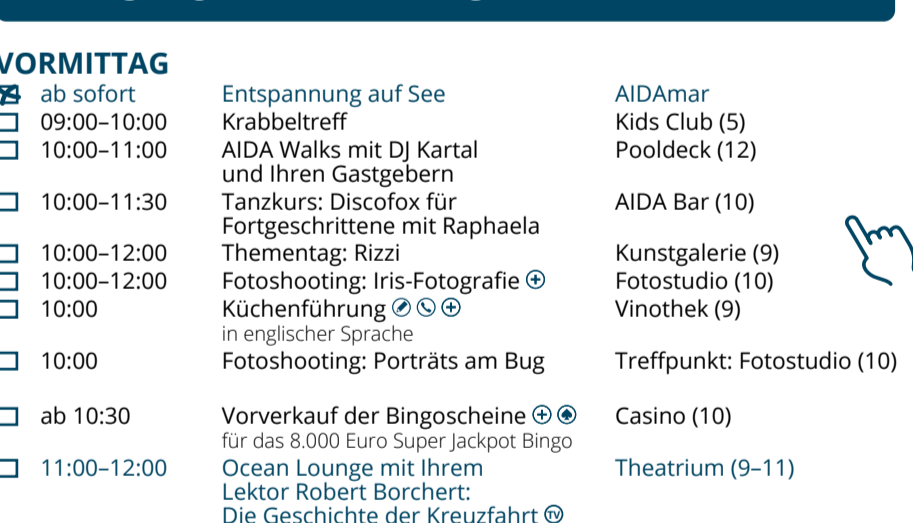 VORMITTAG
ab sofort Entspannung auf See AIDAmar
09:00–10:00 Krabbeltreff Kids Club (5)
10:00–11:00 AIDA Walks mit DJ Kartal Pooldeck (12)
und Ihren Gastgebern
10:00–11:30 Tanzkurs: Discofox für AIDA Bar (10)
Fortgeschrittene mit Raphaela
10:00–12:00 Thementag: Rizzi Kunstgalerie (9)
10:00–12:00 Fotoshooting: Iris-Fotografie Fotostudio (10)
10:00 Küchenführung Vinothek (9)
in englischer Sprache
10:00 Fotoshooting: Porträts am Bug Treffpunkt: Fotostudio (10)
ab 10:30 Vorverkauf der Bingoscheine Casino (10)
für das 8.000 Euro Super Jackpot Bingo
11:00–12:00 Ocean Lounge mit Ihrem Theatrium (9–11)
Lektor Robert Borchert:
Die Geschichte der Kreuzfahrt TV